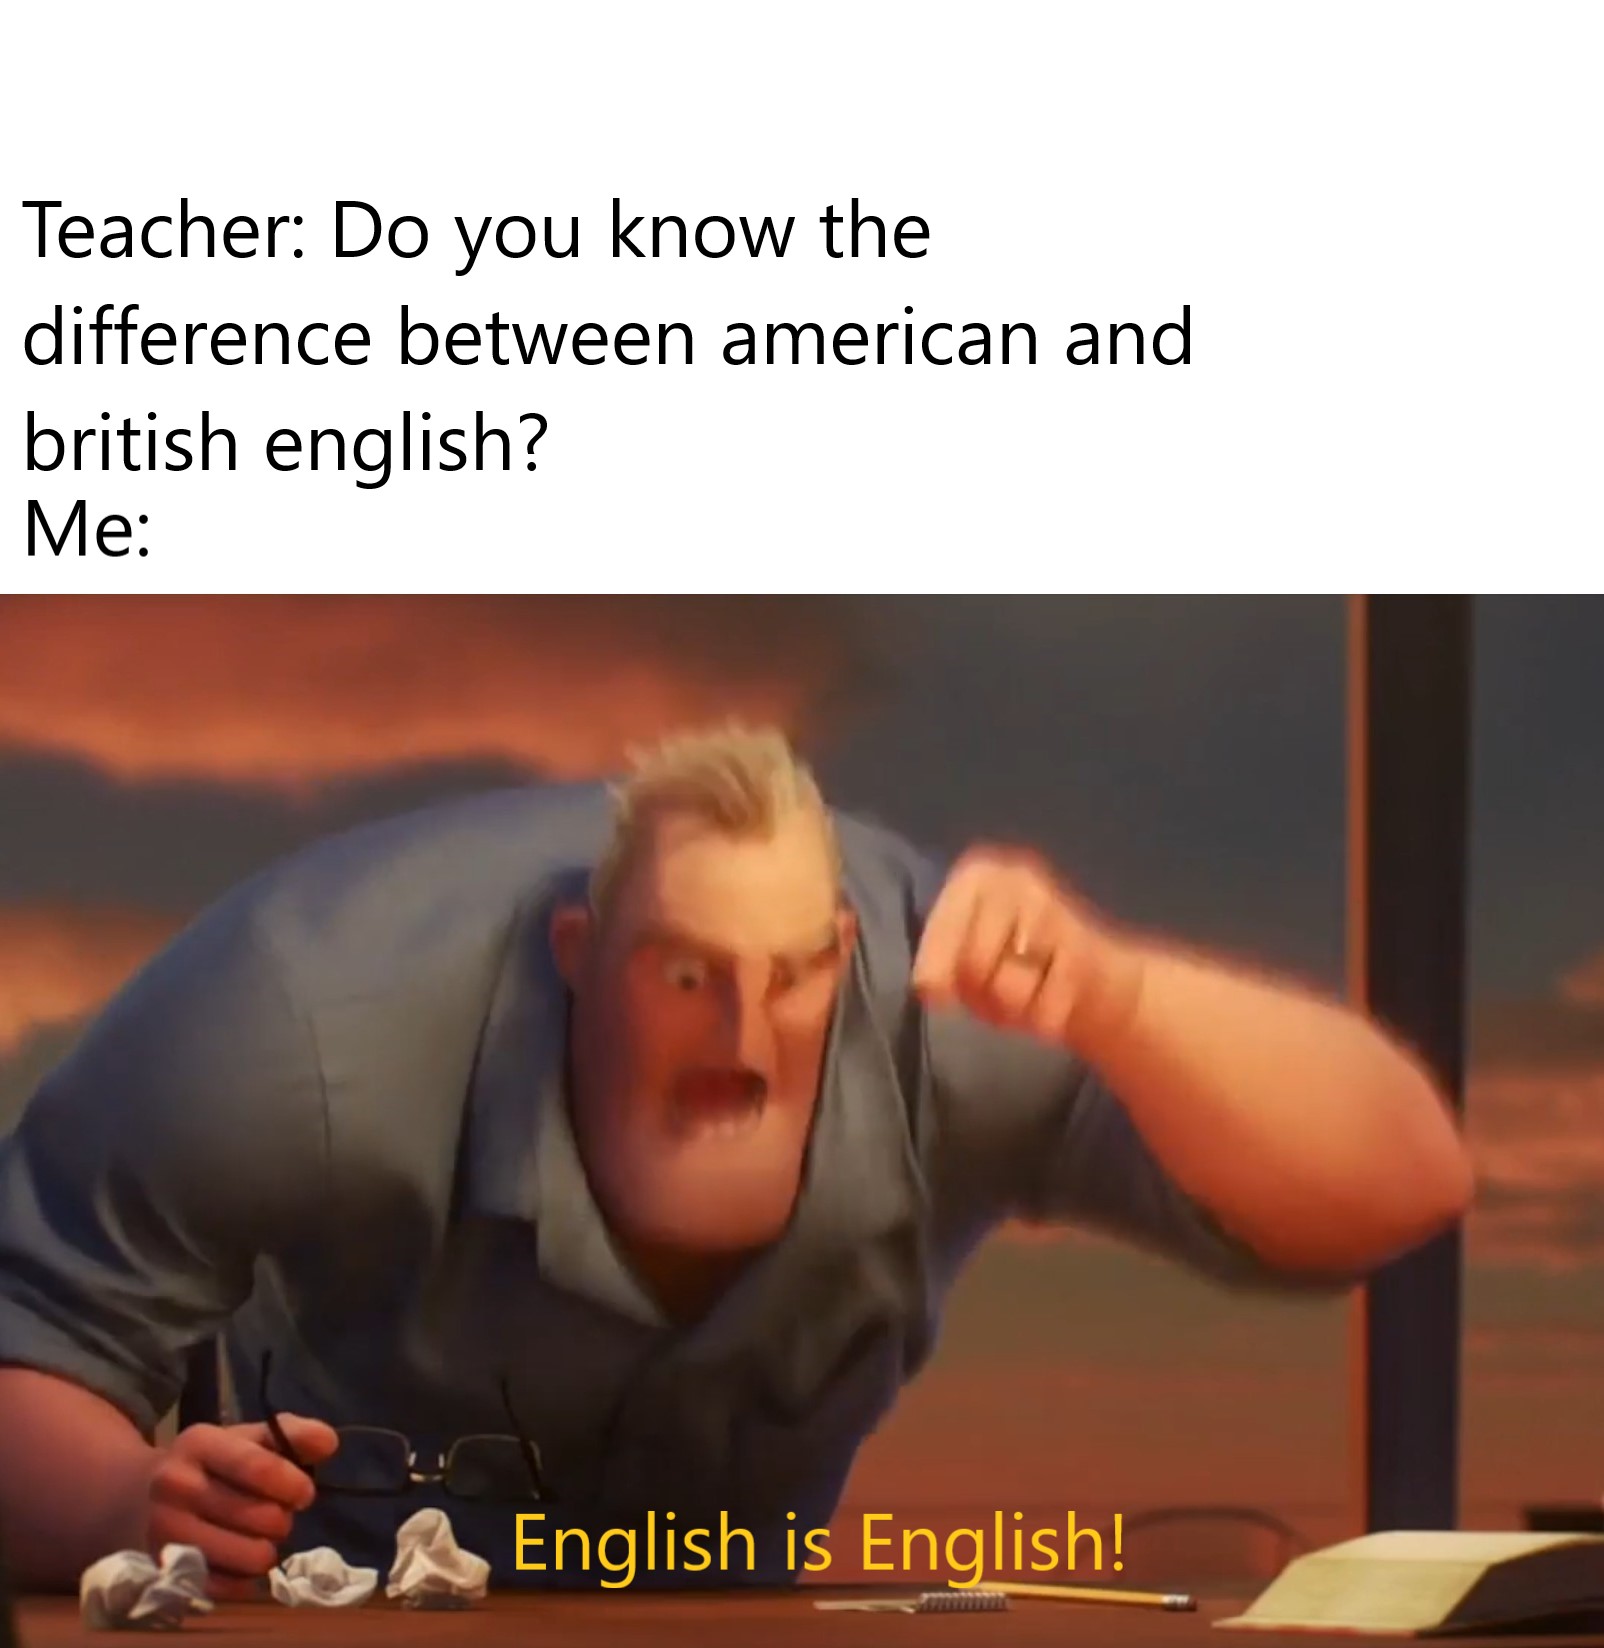 Teacher: Do you know the
difference between american and
british english?
Me:
English is English!